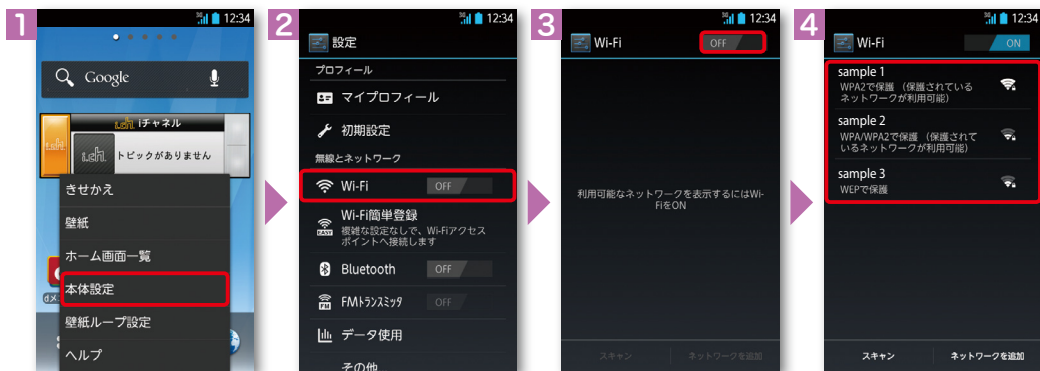 1
3G 12:34
Google
i.ch iチャネル
i.ch
i.ch トピックがありません
きせかえ
壁紙
ホーム画面一覧
本体設定
壁紙ループ設定
ヘルプ
2
3G 12:34
設定
プロフィール
マイプロフィール
初期設定
無線とネットワーク
Wi-Fi OFF
Wi-Fi簡単登録
EASY 複雑な設定なしで、Wi-Fiアクセス
ポイントへ接続します
Bluetooth OFF
FM FMトランスミッタ OFF
データ使用
その他
3
3G 12:34
Wi-Fi OFF
利用可能なネットワークを表示するにはWi-
FiをON
スキャン ネットワークを追加
4
3G 12:34
Wi-Fi ON
sample 1
WPA2で保護 （保護されている
ネットワークが利用可能）
sample 2
WPA/WPA2で保護 （保護されて
いるネットワークが利用可能）
sample 3
WEPで保護
スキャン ネットワークを追加